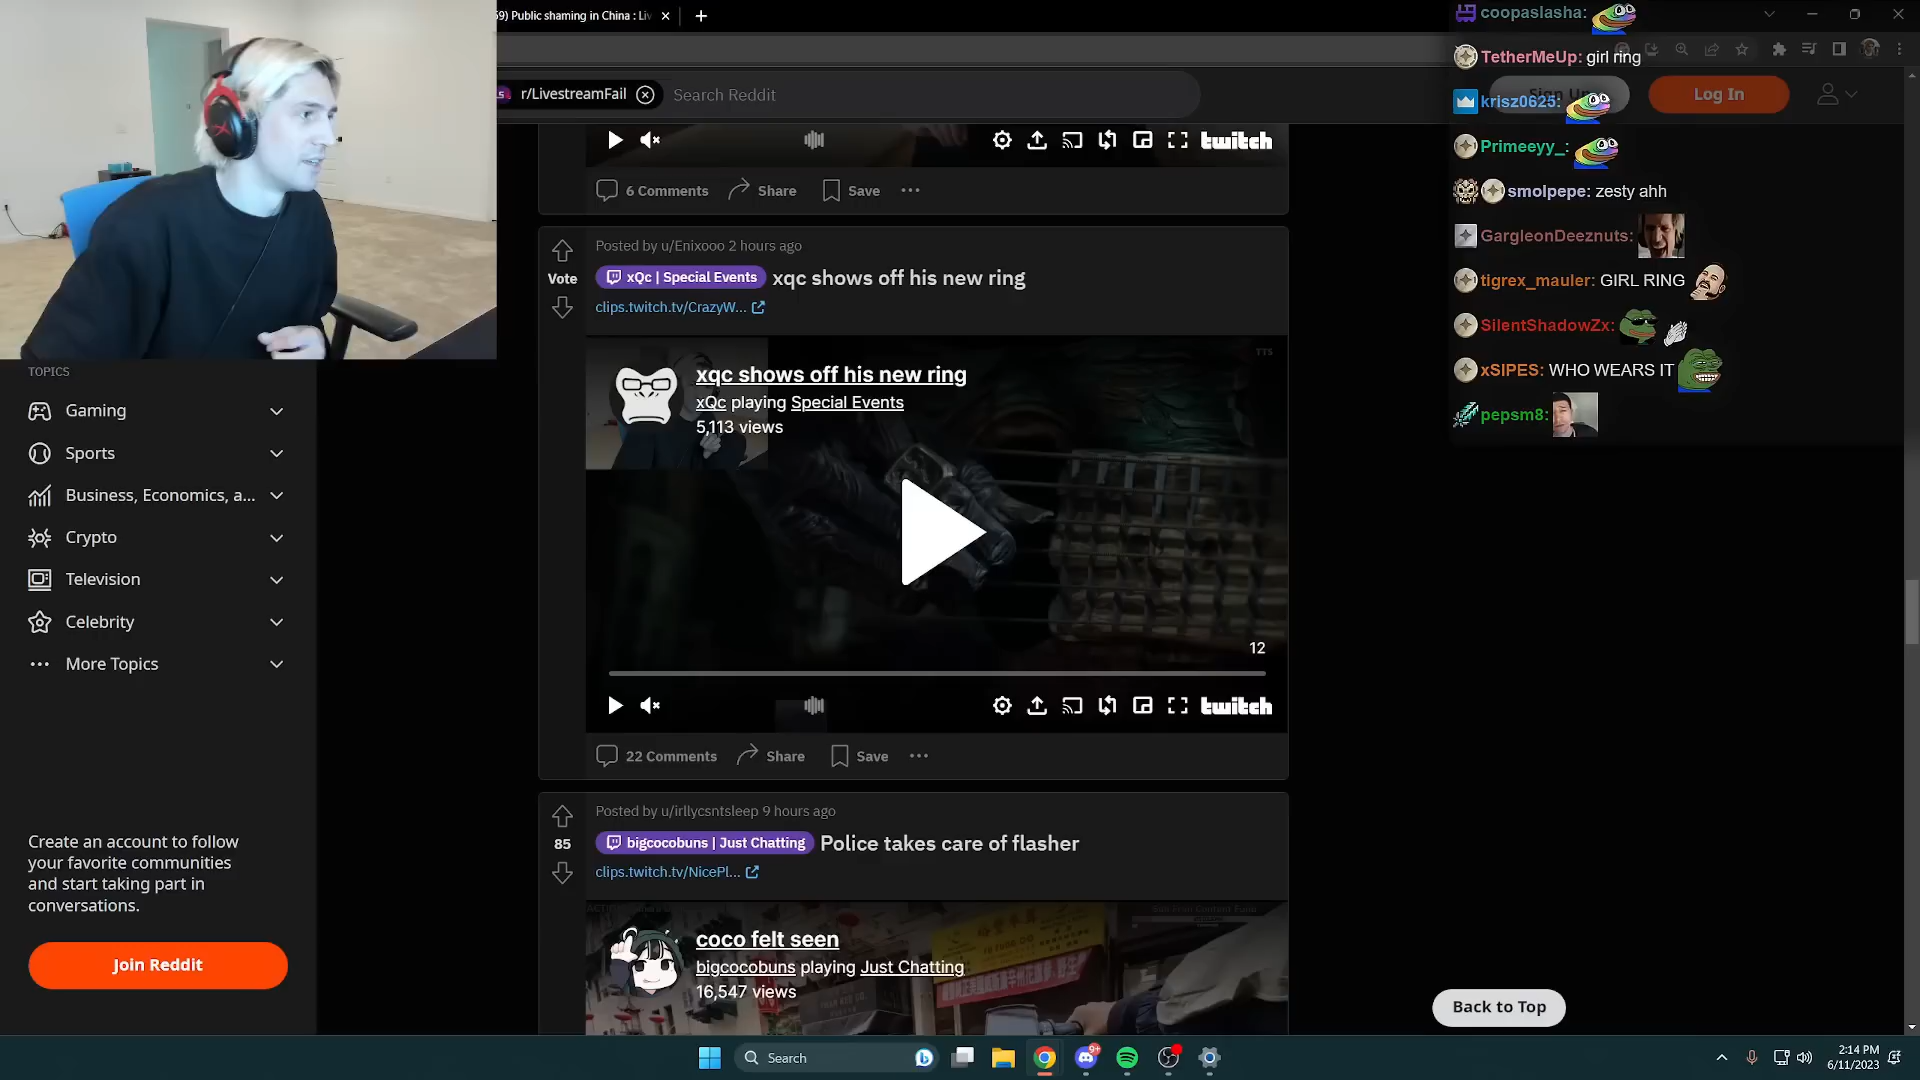 59) Public shaming in China : Liv
r/LivestreamFail
Search Reddit
Sign U
Log In
6 Comments
Share
Save
Posted by u/Enixooo 2 hours ago
Vote
xQc | Special Events
xqc shows off his new ring
clips.twitch.tv/CrazyW...
TTS
xqc shows off his new ring
xQc playing Special Events
5,113 views
12
twitch
twitch
22 Comments
Share
Save
Posted by u/irllycsntsleep 9 hours ago
85
bigcocobuns | Just Chatting
Police takes care of flasher
clips.twitch.tv/NicePl...
coco felt seen
bigcocobuns playing Just Chatting
16,547 views
TOPICS
Gaming
Sports
Business, Economics, a...
Crypto
Television
Celebrity
More Topics
Create an account to follow
your favorite communities
and start taking part in
conversations.
Join Reddit
coopaslasha:
TetherMeUp: girl ring
krisz0625:
Primeeyy_:
smolpepe: zesty ahh
GargleonDeeznuts:
tigrex_mauler: GIRL RING
SilentShadowZx:
xSIPES: WHO WEARS IT
pepsm8:
Back to Top
Search
9+
2:14 PM
6/11/2023